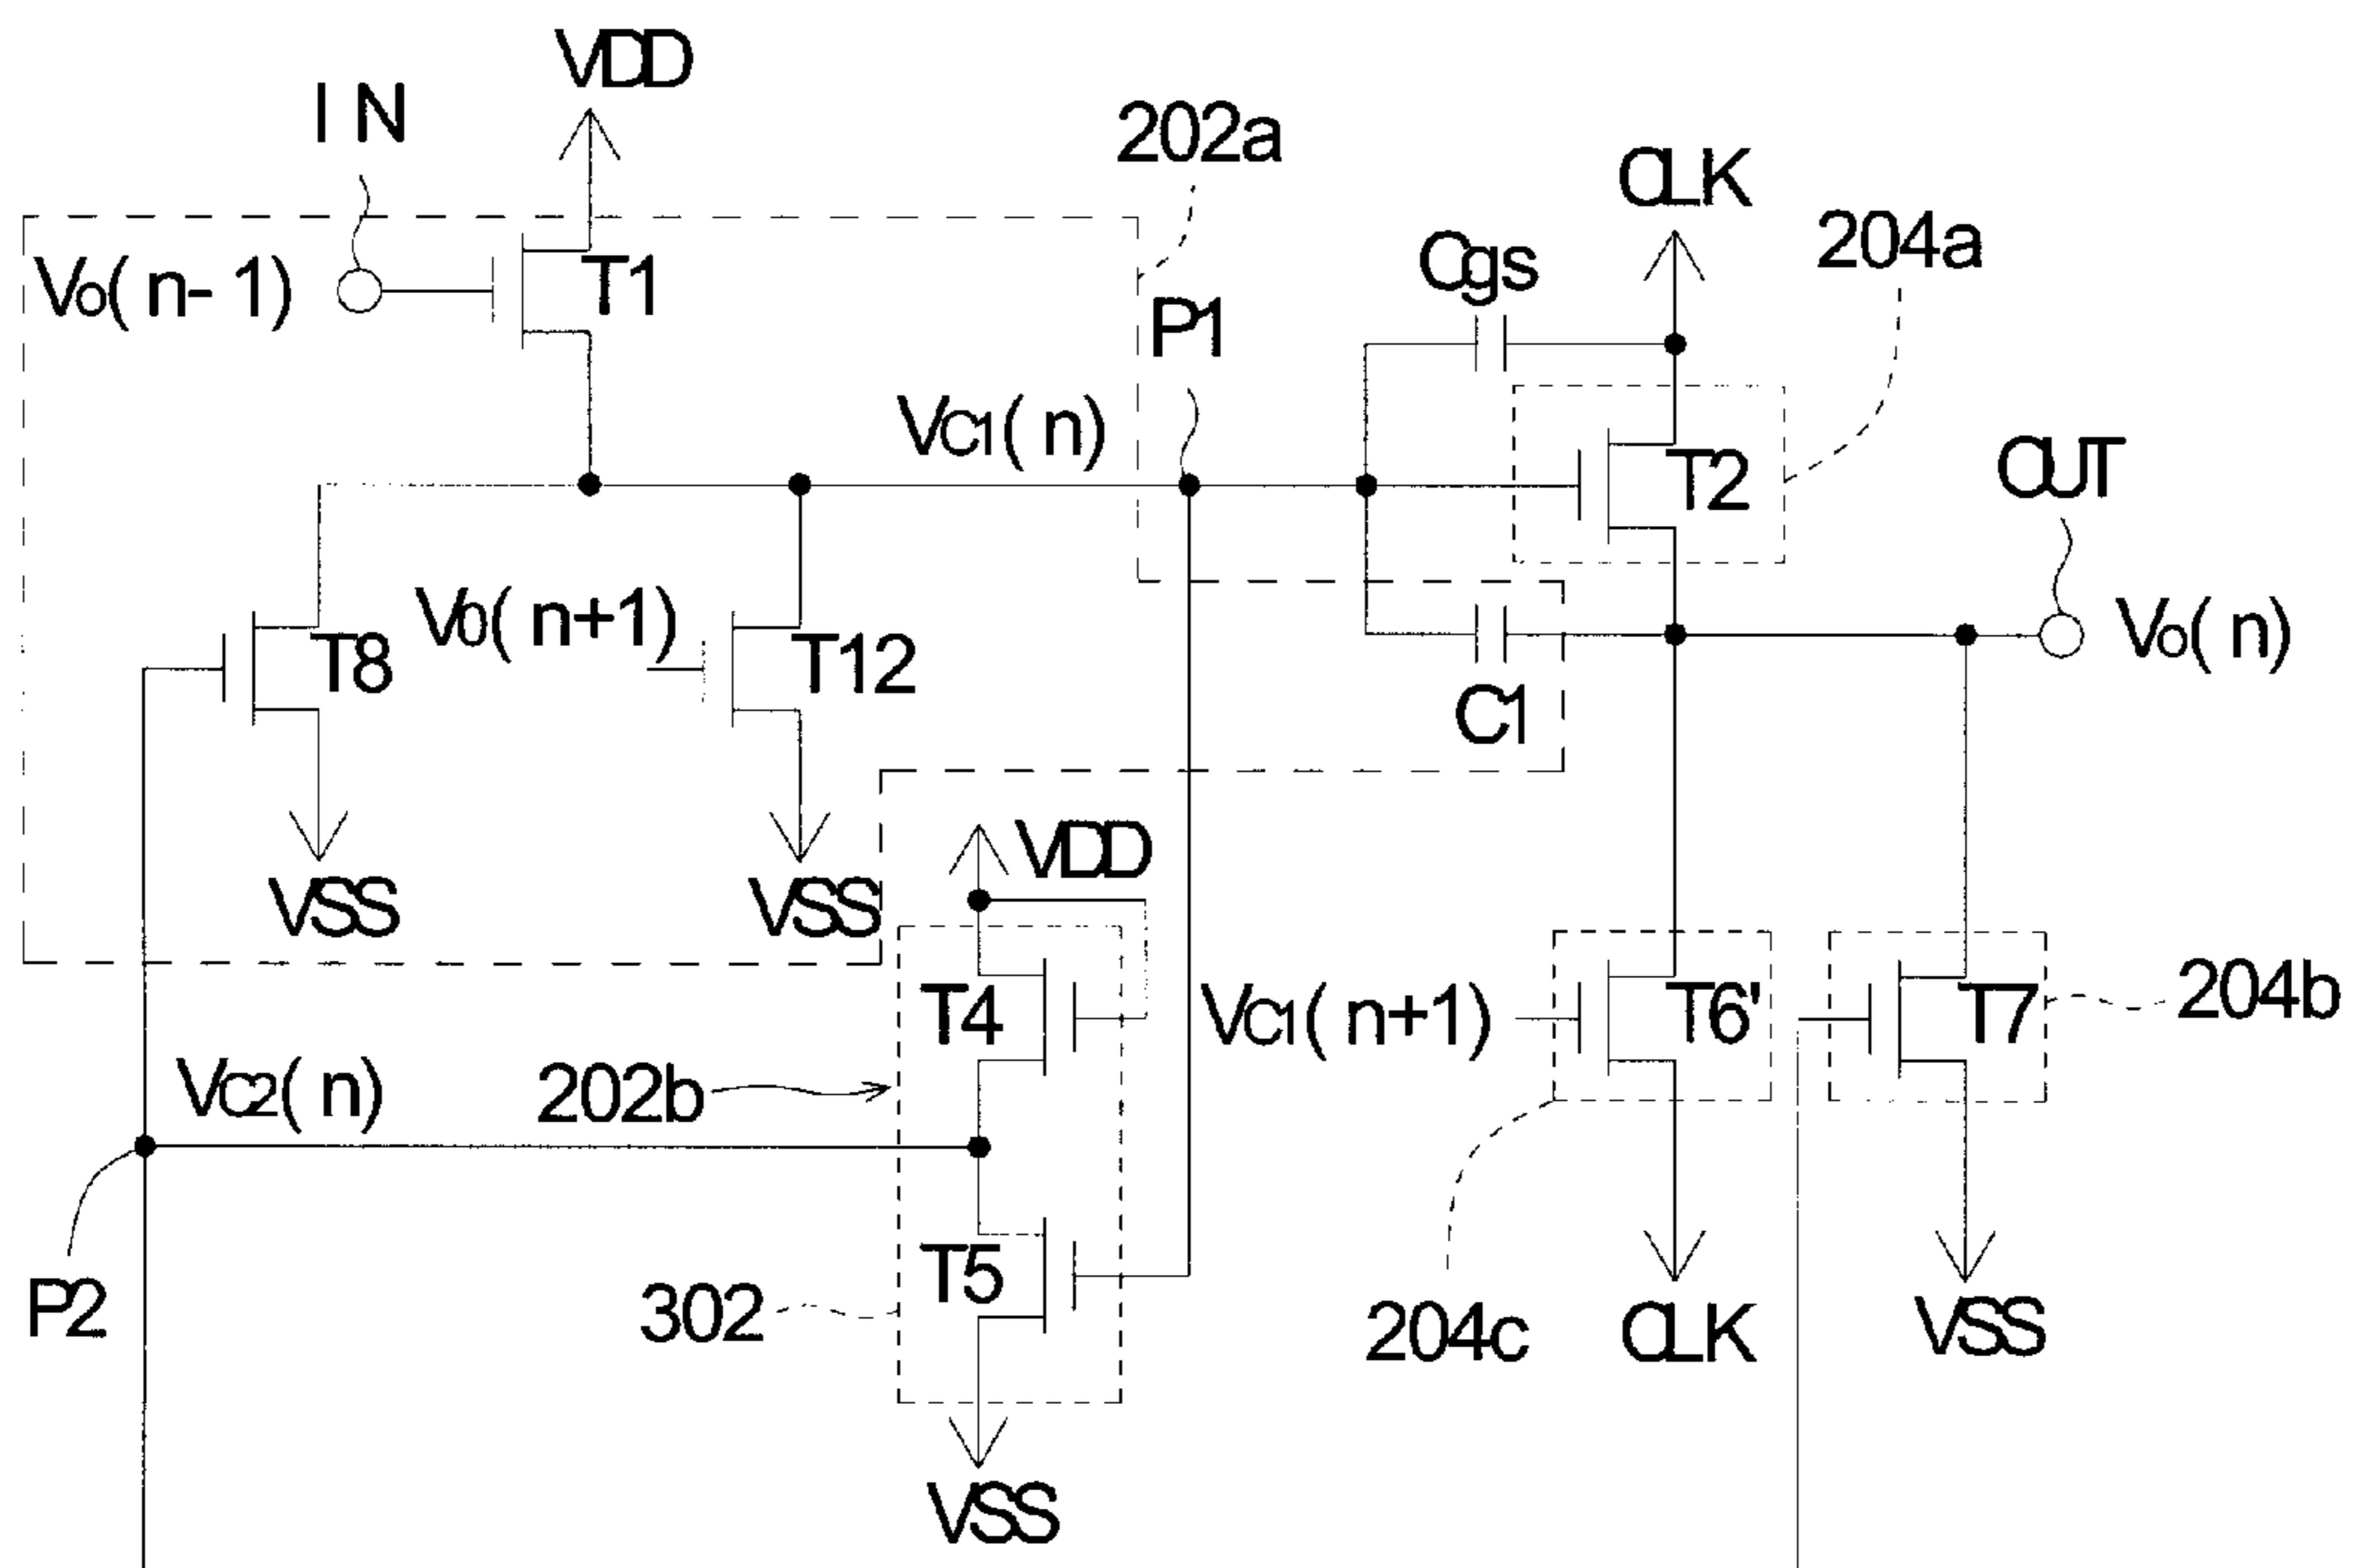 VDD
IN
202a
CLK
204a
Cgs
Vo(n-1)
T1
P1
VC1(n)
T2
OUT
V0(n+1)
T8
T12
Vo(n)
C1
VDD
VSS
VSS
T4
VC1(n+1)
T6'
T7
204b
VC2(n)
202b
T5
P2
302
204c
CLK
VSS
VSS